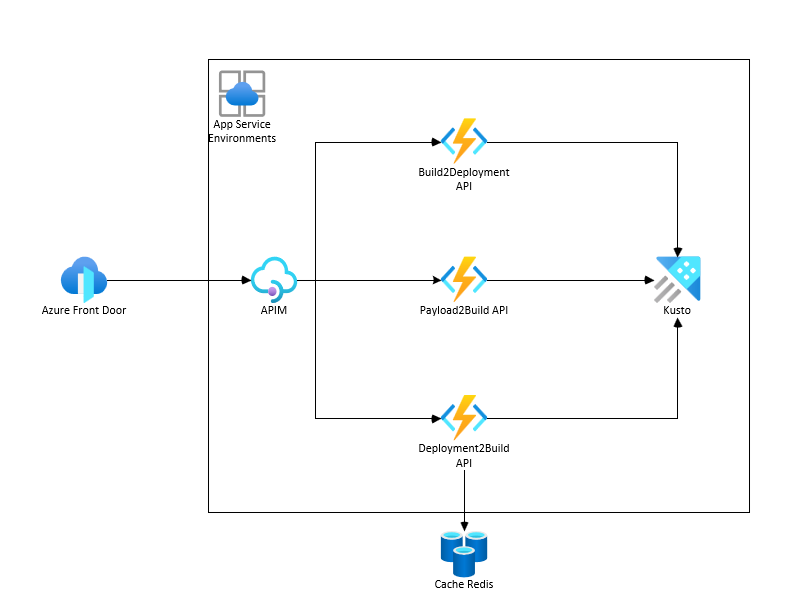 App Service
Environments
Build2Deployment
API
Azure Front Door
APIM
Payload2Build API
Kusto
Deployment2Build
API
Cache Redis